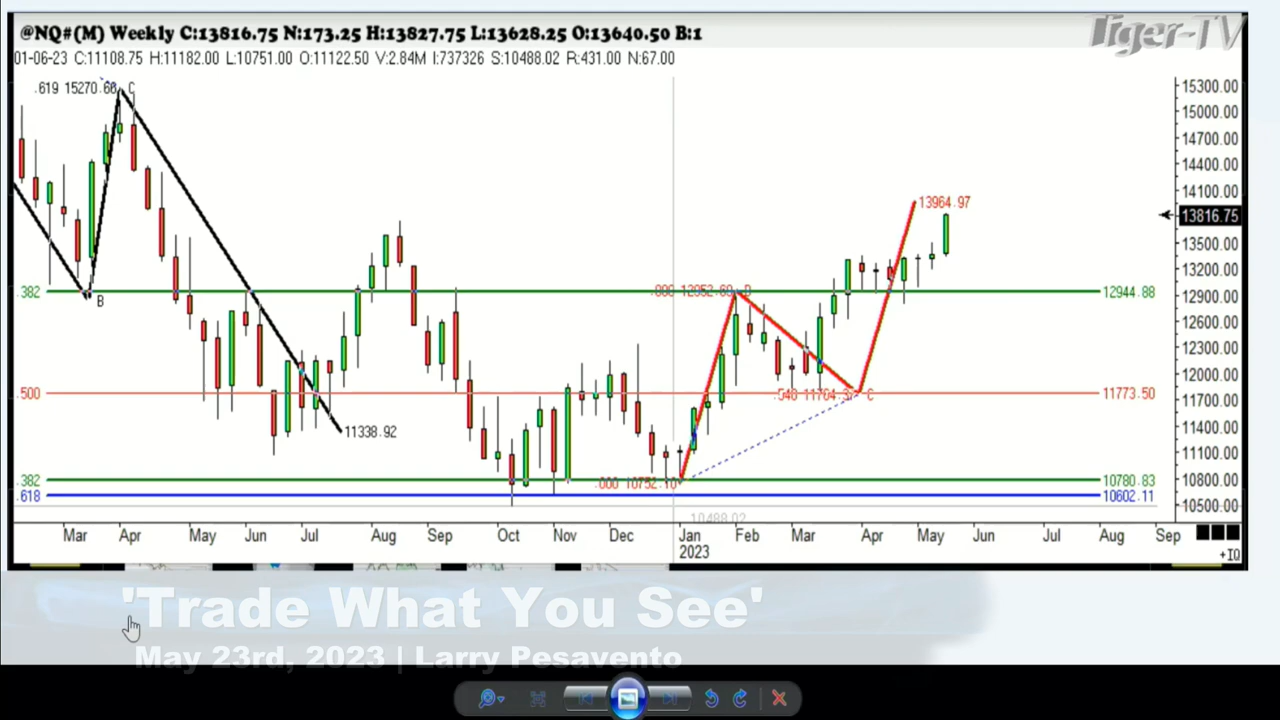 @NQ#(M) Weekly C:13816.75 N:173.25 H:13827.75 L:13628.25 O:13640.50 B:1
Tiger-TV
01-06-23 C:11108.75 H:11182.00 L:10751.00 O:11122.50 V:2.84M I:737326 S:10488.02 R:431.00 N:67.00
.619 15270.60 C
15300.00
15000.00
14700.00
14400.00
14100.00
13964.97
13816.75
13500.00
13200.00
.382
B
.000 12952.60 B
12944.88
12900.00
12600.00
12300.00
12000.00
.500
C
11773.50
11700.00
11338.92
11400.00
11100.00
.382
.000 10752.10
10780.83
10800.00
.618
10602.11
10500.00
10488.02
Mar Apr May Jun Jul Aug Sep Oct Nov Dec Jan Feb Mar Apr May Jun Jul Aug Sep
2023
+IQ
'Trade What You See'
May 23rd, 2023 | Larry Pesavento